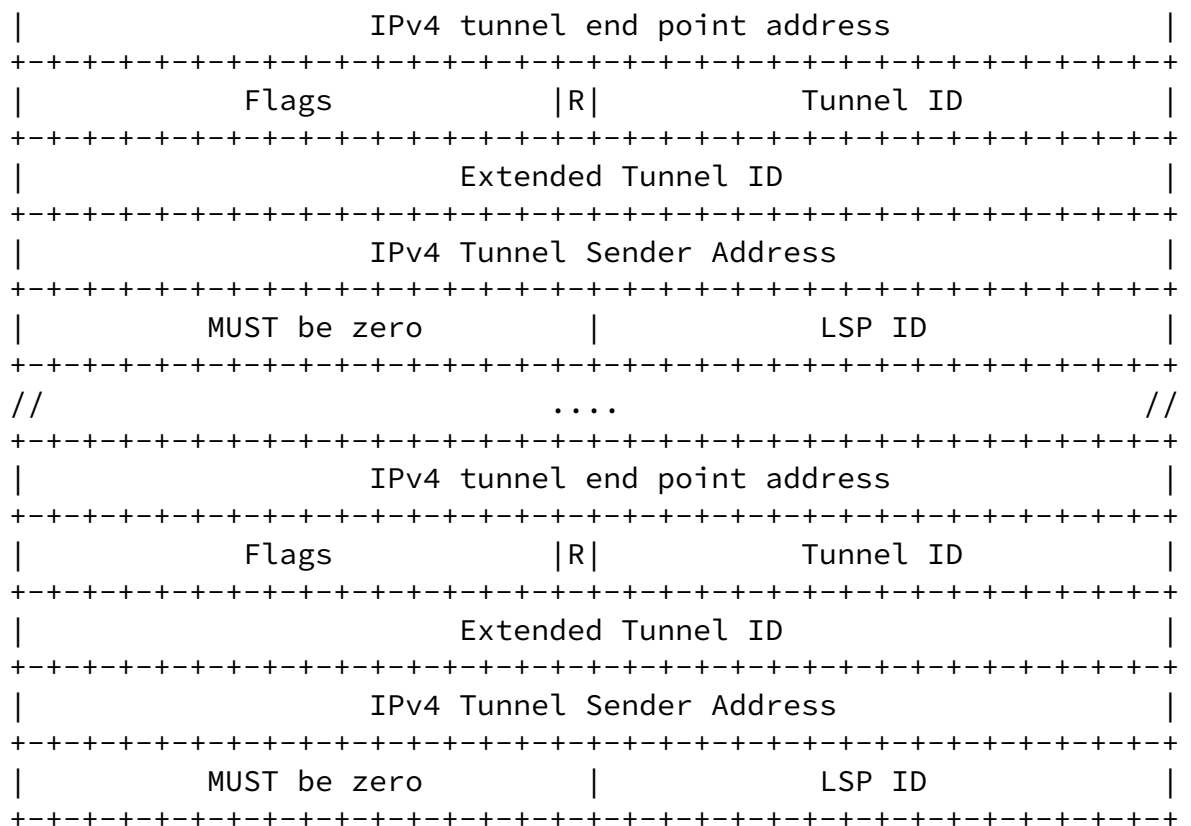 |                   IPv4 tunnel end point address               |
+-+-+-+-+-+-+-+-+-+-+-+-+-+-+-+-+-+-+-+-+-+-+-+-+-+-+-+-+-+-+-+-+
|            Flags            |R|           Tunnel ID           |
+-+-+-+-+-+-+-+-+-+-+-+-+-+-+-+-+-+-+-+-+-+-+-+-+-+-+-+-+-+-+-+-+
|                        Extended Tunnel ID                     |
+-+-+-+-+-+-+-+-+-+-+-+-+-+-+-+-+-+-+-+-+-+-+-+-+-+-+-+-+-+-+-+-+
|                   IPv4 Tunnel Sender Address                  |
+-+-+-+-+-+-+-+-+-+-+-+-+-+-+-+-+-+-+-+-+-+-+-+-+-+-+-+-+-+-+-+-+
|          MUST be zero         |            LSP ID             |
+-+-+-+-+-+-+-+-+-+-+-+-+-+-+-+-+-+-+-+-+-+-+-+-+-+-+-+-+-+-+-+-+
//                            ....                             //
+-+-+-+-+-+-+-+-+-+-+-+-+-+-+-+-+-+-+-+-+-+-+-+-+-+-+-+-+-+-+-+-+
|                   IPv4 tunnel end point address               |
+-+-+-+-+-+-+-+-+-+-+-+-+-+-+-+-+-+-+-+-+-+-+-+-+-+-+-+-+-+-+-+-+
|            Flags            |R|           Tunnel ID           |
+-+-+-+-+-+-+-+-+-+-+-+-+-+-+-+-+-+-+-+-+-+-+-+-+-+-+-+-+-+-+-+-+
|                        Extended Tunnel ID                     |
+-+-+-+-+-+-+-+-+-+-+-+-+-+-+-+-+-+-+-+-+-+-+-+-+-+-+-+-+-+-+-+-+
|                   IPv4 Tunnel Sender Address                  |
+-+-+-+-+-+-+-+-+-+-+-+-+-+-+-+-+-+-+-+-+-+-+-+-+-+-+-+-+-+-+-+-+
|          MUST be zero         |            LSP ID             |
+-+-+-+-+-+-+-+-+-+-+-+-+-+-+-+-+-+-+-+-+-+-+-+-+-+-+-+-+-+-+-+-+